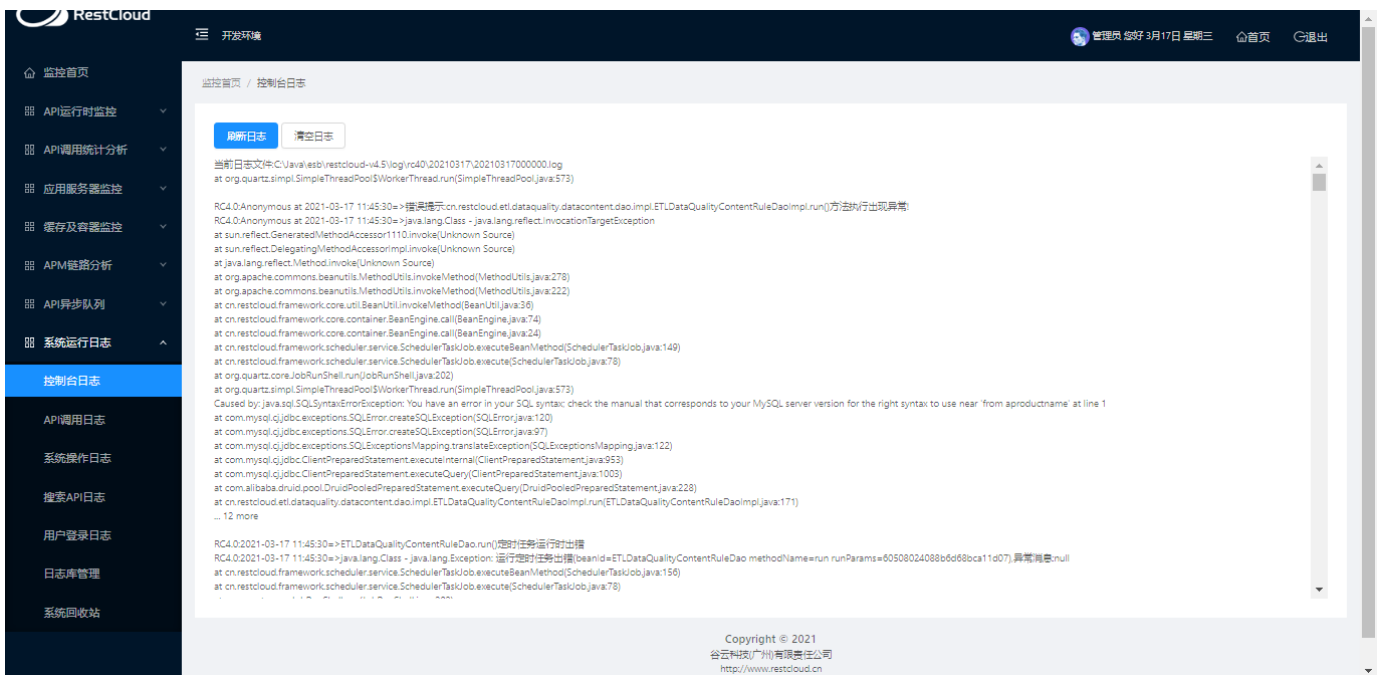 RestCloud
开发环境
管理员 您好 3月17日 星期三
首页
退出
监控首页
API运行时监控
API调用统计分析
应用服务器监控
缓存及容器监控
APM链路分析
API异步队列
系统运行日志
控制台日志
API调用日志
系统操作日志
搜索API日志
用户登录日志
日志库管理
系统回收站
监控首页 / 控制台日志
刷新日志
清空日志
当前日志文件:C:\Java\esb\restcloud-v4.5\log\rc40\20210317\20210317000000.log
at org.quartz.simpl.SimpleThreadPool$WorkerThread.run(SimpleThreadPool.java:573)
RC4.0:Anonymous at 2021-03-17 11:45:30=>错误提示:cn.restcloud.etl.dataquality.datacontent.dao.impl.ETLDataQualityContentRuleDaoImpl.run()方法执行出现异常!
RC4.0:Anonymous at 2021-03-17 11:45:30=>java.lang.Class - java.lang.reflect.InvocationTargetException
at sun.reflect.GeneratedMethodAccessor1110.invoke(Unknown Source)
at sun.reflect.DelegatingMethodAccessorImpl.invoke(Unknown Source)
at java.lang.reflect.Method.invoke(Unknown Source)
at org.apache.commons.beanutils.MethodUtils.invokeMethod(MethodUtils.java:278)
at org.apache.commons.beanutils.MethodUtils.invokeMethod(MethodUtils.java:222)
at cn.restcloud.framework.core.util.BeanUtil.invokeMethod(BeanUtil.java:36)
at cn.restcloud.framework.core.container.BeanEngine.call(BeanEngine.java:74)
at cn.restcloud.framework.core.container.BeanEngine.call(BeanEngine.java:24)
at cn.restcloud.framework.scheduler.service.SchedulerTaskJob.executeBeanMethod(SchedulerTaskJob.java:149)
at cn.restcloud.framework.scheduler.service.SchedulerTaskJob.execute(SchedulerTaskJob.java:78)
at org.quartz.core.JobRunShell.run(JobRunShell.java:202)
at org.quartz.simpl.SimpleThreadPool$WorkerThread.run(SimpleThreadPool.java:573)
Caused by: java.sql.SQLSyntaxErrorException: You have an error in your SQL syntax; check the manual that corresponds to your MySQL server version for the right syntax to use near 'from aproductname' at line 1
at com.mysql.cj.jdbc.exceptions.SQLError.createSQLException(SQLError.java:120)
at com.mysql.cj.jdbc.exceptions.SQLError.createSQLException(SQLError.java:97)
at com.mysql.cj.jdbc.exceptions.SQLExceptionsMapping.translateException(SQLExceptionsMapping.java:122)
at com.mysql.cj.jdbc.ClientPreparedStatement.executeInternal(ClientPreparedStatement.java:953)
at com.mysql.cj.jdbc.ClientPreparedStatement.executeQuery(ClientPreparedStatement.java:1003)
at com.alibaba.druid.pool.DruidPooledPreparedStatement.executeQuery(DruidPooledPreparedStatement.java:228)
at cn.restcloud.etl.dataquality.datacontent.dao.impl.ETLDataQualityContentRuleDaoImpl.run(ETLDataQualityContentRuleDaoImpl.java:171)
... 12 more
RC4.0:2021-03-17 11:45:30=>ETLDataQualityContentRuleDao.run()定时任务运行时出错
RC4.0:2021-03-17 11:45:30=>java.lang.Class - java.lang.Exception: 运行定时任务出错(beanId=ETLDataQualityContentRuleDao methodName=run runParams=60508024088b6d68bca11d07),异常消息:null
at cn.restcloud.framework.scheduler.service.SchedulerTaskJob.executeBeanMethod(SchedulerTaskJob.java:156)
at cn.restcloud.framework.scheduler.service.SchedulerTaskJob.execute(SchedulerTaskJob.java:78)
Copyright © 2021
谷云科技(广州)有限责任公司
http://www.restcloud.cn